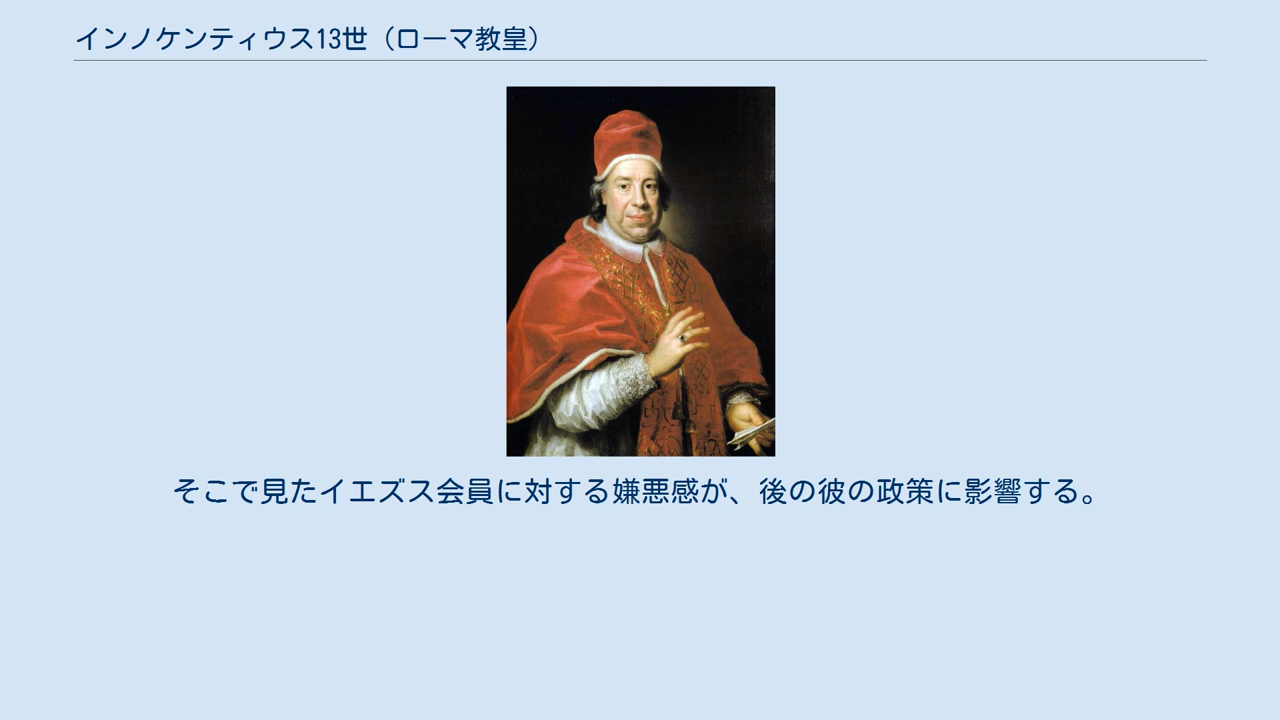 インノケンティウス13世（ローマ教皇）
そこで見たイエズス会員に対する嫌悪感が、後の彼の政策に影響する。